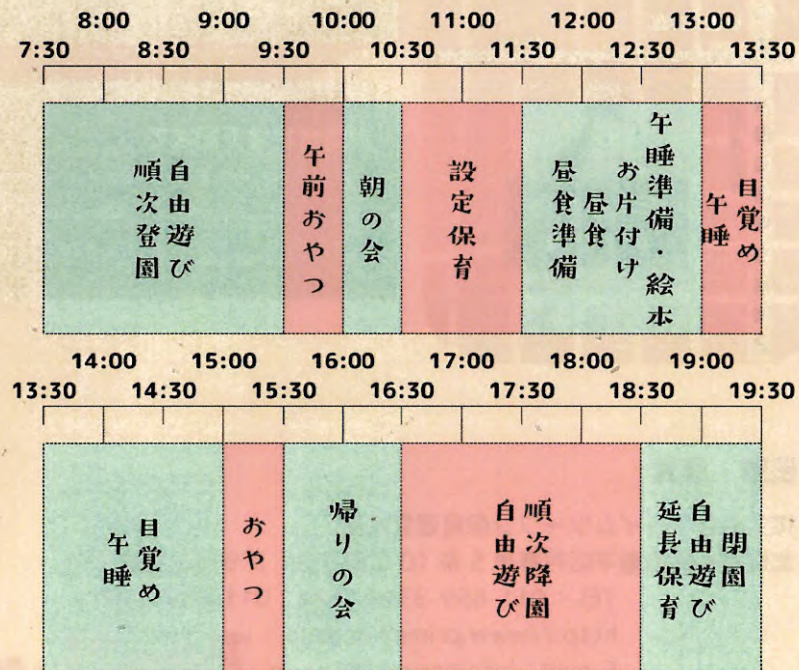 8:00 9:00 10:00 11:00 12:00 13:00
7:30 8:30 9:30 10:30 11:30 12:30 13:30
順次登園
自由遊び
午前おやつ
朝の会
設定保育
昼食準備
昼食
お片付け
午睡準備・絵本
午睡
目覚め
14:00 15:00 16:00 17:00 18:00 19:00
13:30 14:30 15:30 16:30 17:30 18:30 19:30
午睡
目覚め
おやつ
帰りの会
自由遊び
順次降園
延長保育
自由遊び
閉園